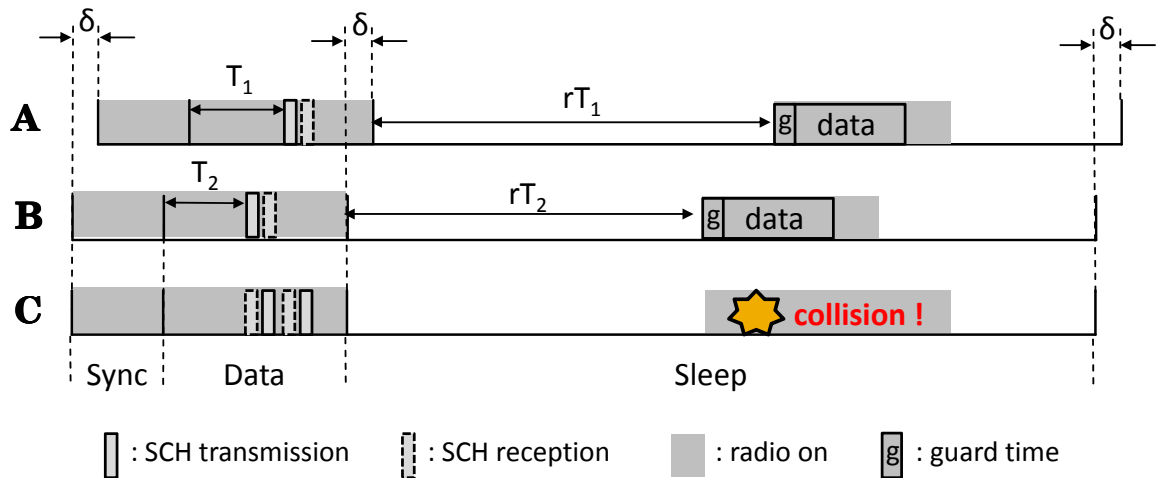 δ δ δ
T₁ rT₁
A g data
T₂ rT₂
B g data
C collision !
Sync Data Sleep
: SCH transmission : SCH reception : radio on g : guard time